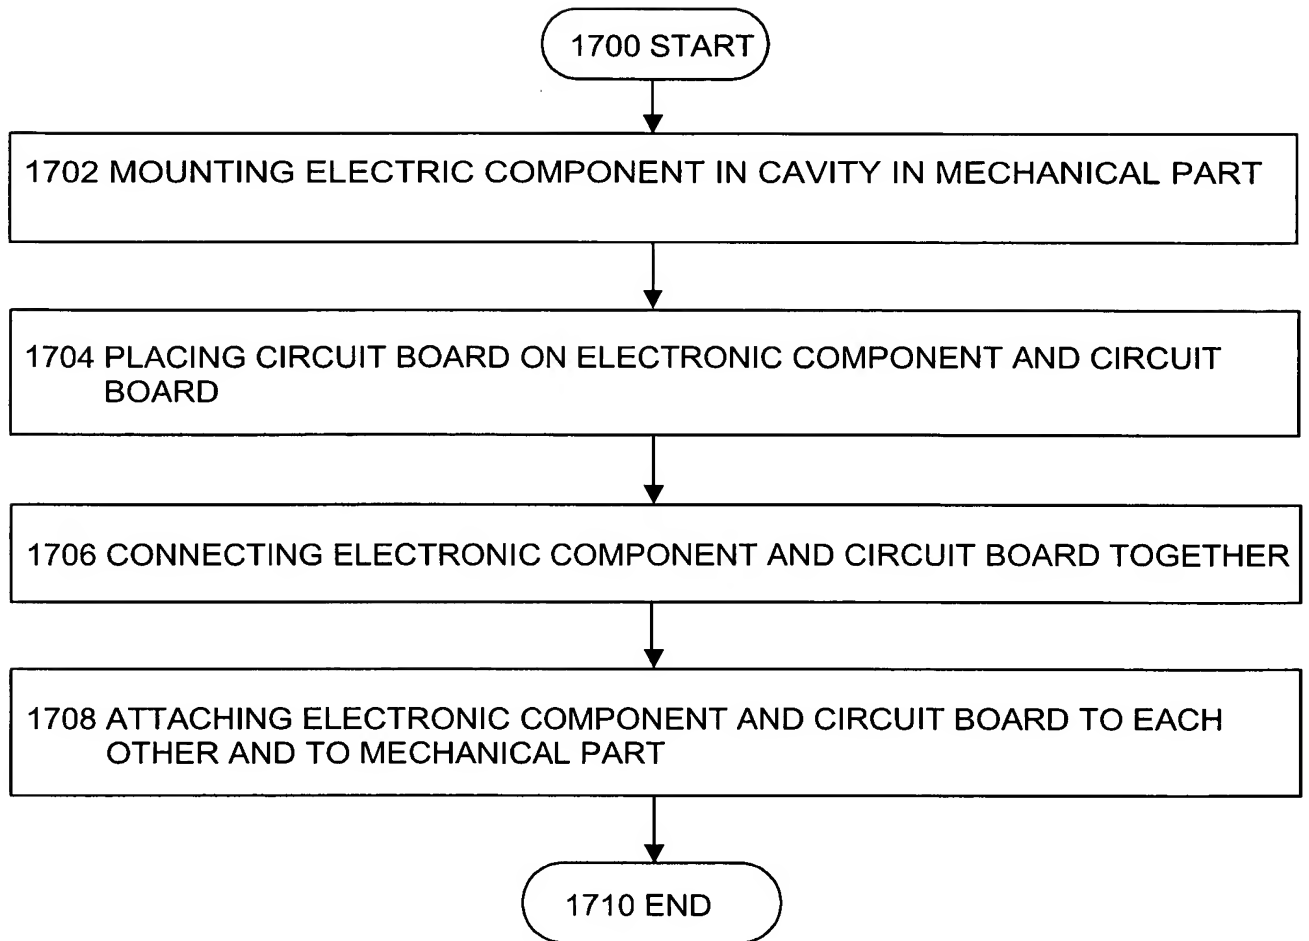 1700 START
1702 MOUNTING ELECTRIC COMPONENT IN CAVITY IN MECHANICAL PART
1704 PLACING CIRCUIT BOARD ON ELECTRONIC COMPONENT AND CIRCUIT
BOARD
1706 CONNECTING ELECTRONIC COMPONENT AND CIRCUIT BOARD TOGETHER
1708 ATTACHING ELECTRONIC COMPONENT AND CIRCUIT BOARD TO EACH
OTHER AND TO MECHANICAL PART
1710 END